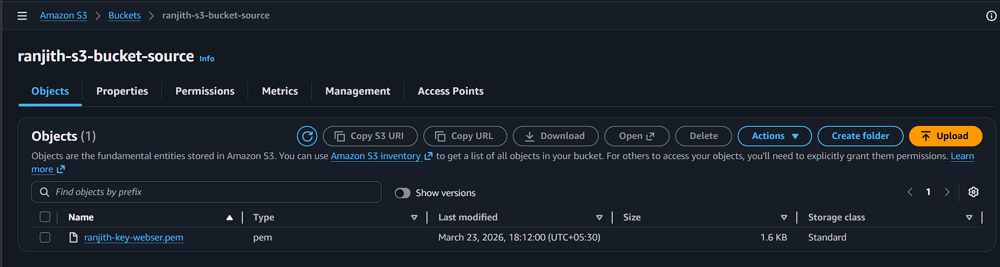 Amazon S3 > Buckets > ranjith-s3-bucket-source
ranjith-s3-bucket-source Info
Objects Properties Permissions Metrics Management Access Points
Objects (1) Copy S3 URI Copy URL Download Open Delete Actions Create folder Upload
Objects are the fundamental entities stored in Amazon S3. You can use Amazon S3 inventory to get a list of all objects in your bucket. For others to access your objects, you'll need to explicitly grant them permissions. Learn
more
Find objects by prefix Show versions 1
Name Type Last modified Size Storage class
ranjith-key-webser.pem pem March 23, 2026, 18:12:00 (UTC+05:30) 1.6 KB Standard